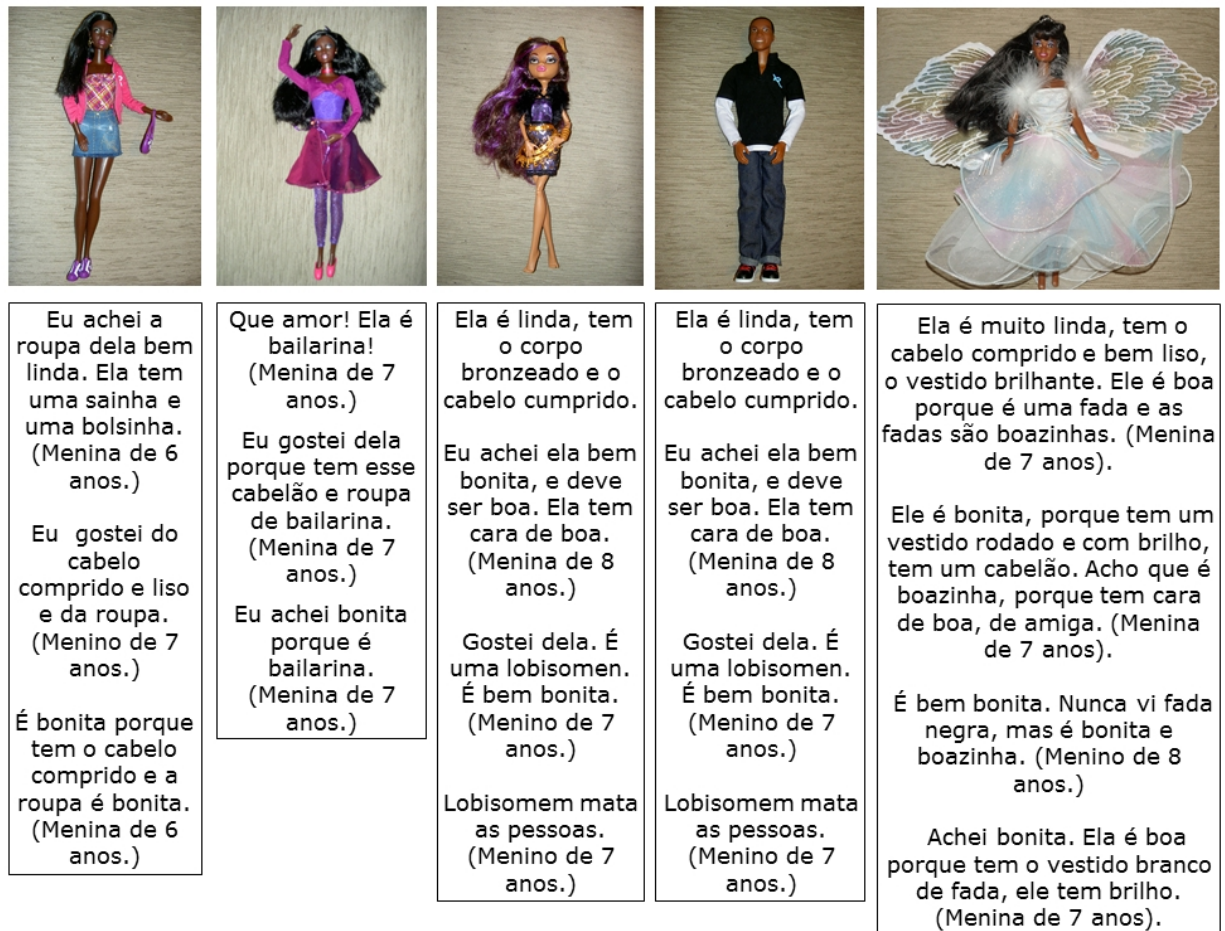 Eu achei a
roupa dela bem
linda. Ela tem
uma sainha e
uma bolsinha.
(Menina de 6
anos.)
Eu gostei do
cabelo
comprido e liso
e da roupa.
(Menino de 7
anos.)
É bonita porque
tem o cabelo
comprido e a
roupa é bonita.
(Menina de 6
anos.)
Que amor! Ela é
bailarina!
(Menina de 7
anos.)
Eu gostei dela
porque tem esse
cabelão e roupa
de bailarina.
(Menina de 7
anos.)
Eu achei bonita
porque é
bailarina.
(Menina de 7
anos.)
Ela é linda, tem
o corpo
bronzeado e o
cabelo cumprido.
Eu achei ela bem
bonita, e deve
ser boa. Ela tem
cara de boa.
(Menina de 8
anos.)
Gostei dela. É
uma lobisomen.
É bem bonita.
(Menino de 7
anos.)
Lobisomem mata
as pessoas.
(Menino de 7
anos.)
Ela é linda, tem
o corpo
bronzeado e o
cabelo cumprido.
Eu achei ela bem
bonita, e deve
ser boa. Ela tem
cara de boa.
(Menina de 8
anos.)
Gostei dela. É
uma lobisomen.
É bem bonita.
(Menino de 7
anos.)
Lobisomem mata
as pessoas.
(Menino de 7
anos.)
Ela é muito linda, tem o
cabelo comprido e bem liso,
o vestido brilhante. Ele é boa
porque é uma fada e as
fadas são boazinhas. (Menina
de 7 anos).
Ele é bonita, porque tem um
vestido rodado e com brilho,
tem um cabelão. Acho que é
boazinha, porque tem cara
de boa, de amiga. (Menina
de 7 anos).
É bem bonita. Nunca vi fada
negra, mas é bonita e
boazinha. (Menino de 8
anos.)
Achei bonita. Ela é boa
porque tem o vestido branco
de fada, ele tem brilho.
(Menina de 7 anos).